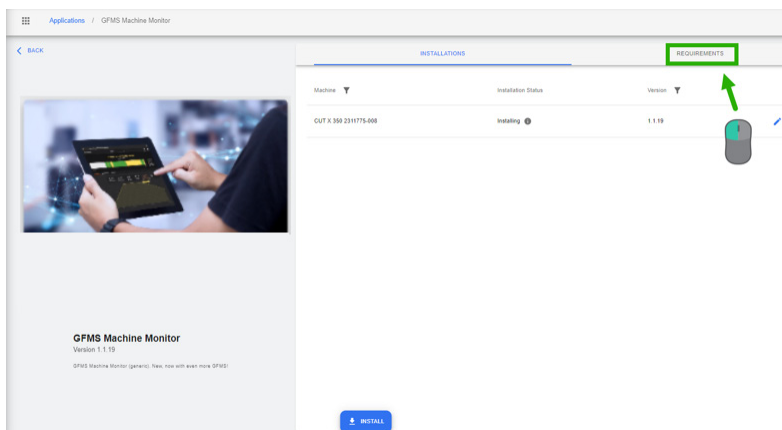 Applications / GFMS Machine Monitor
BACK
INSTALLATIONS
REQUIREMENTS
Machine
Installation Status
Version
CUT X 350 2311775-008
Installing
1.1.19
GFMS Machine Monitor
Version 1.1.19
GFMS Machine Monitor (generic). New, now with even more GFMS!
INSTALL